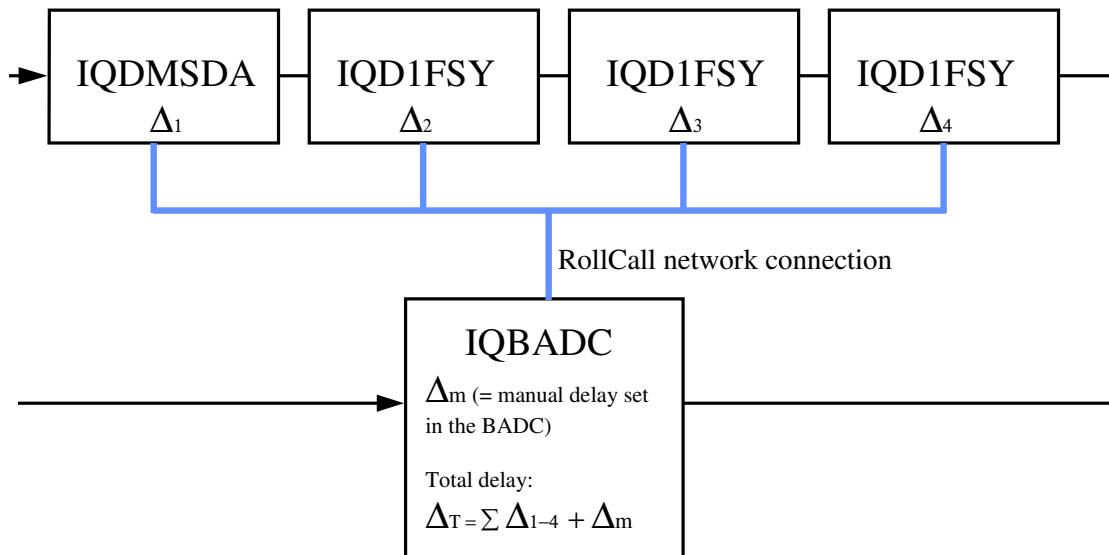 IQDMSDA
Δ1
IQD1FSY
Δ2
IQD1FSY
Δ3
IQD1FSY
Δ4
RollCall network connection
IQBADC
Δm (= manual delay set
in the BADC)
Total delay:
ΔT = ∑ Δ1−4 + Δm